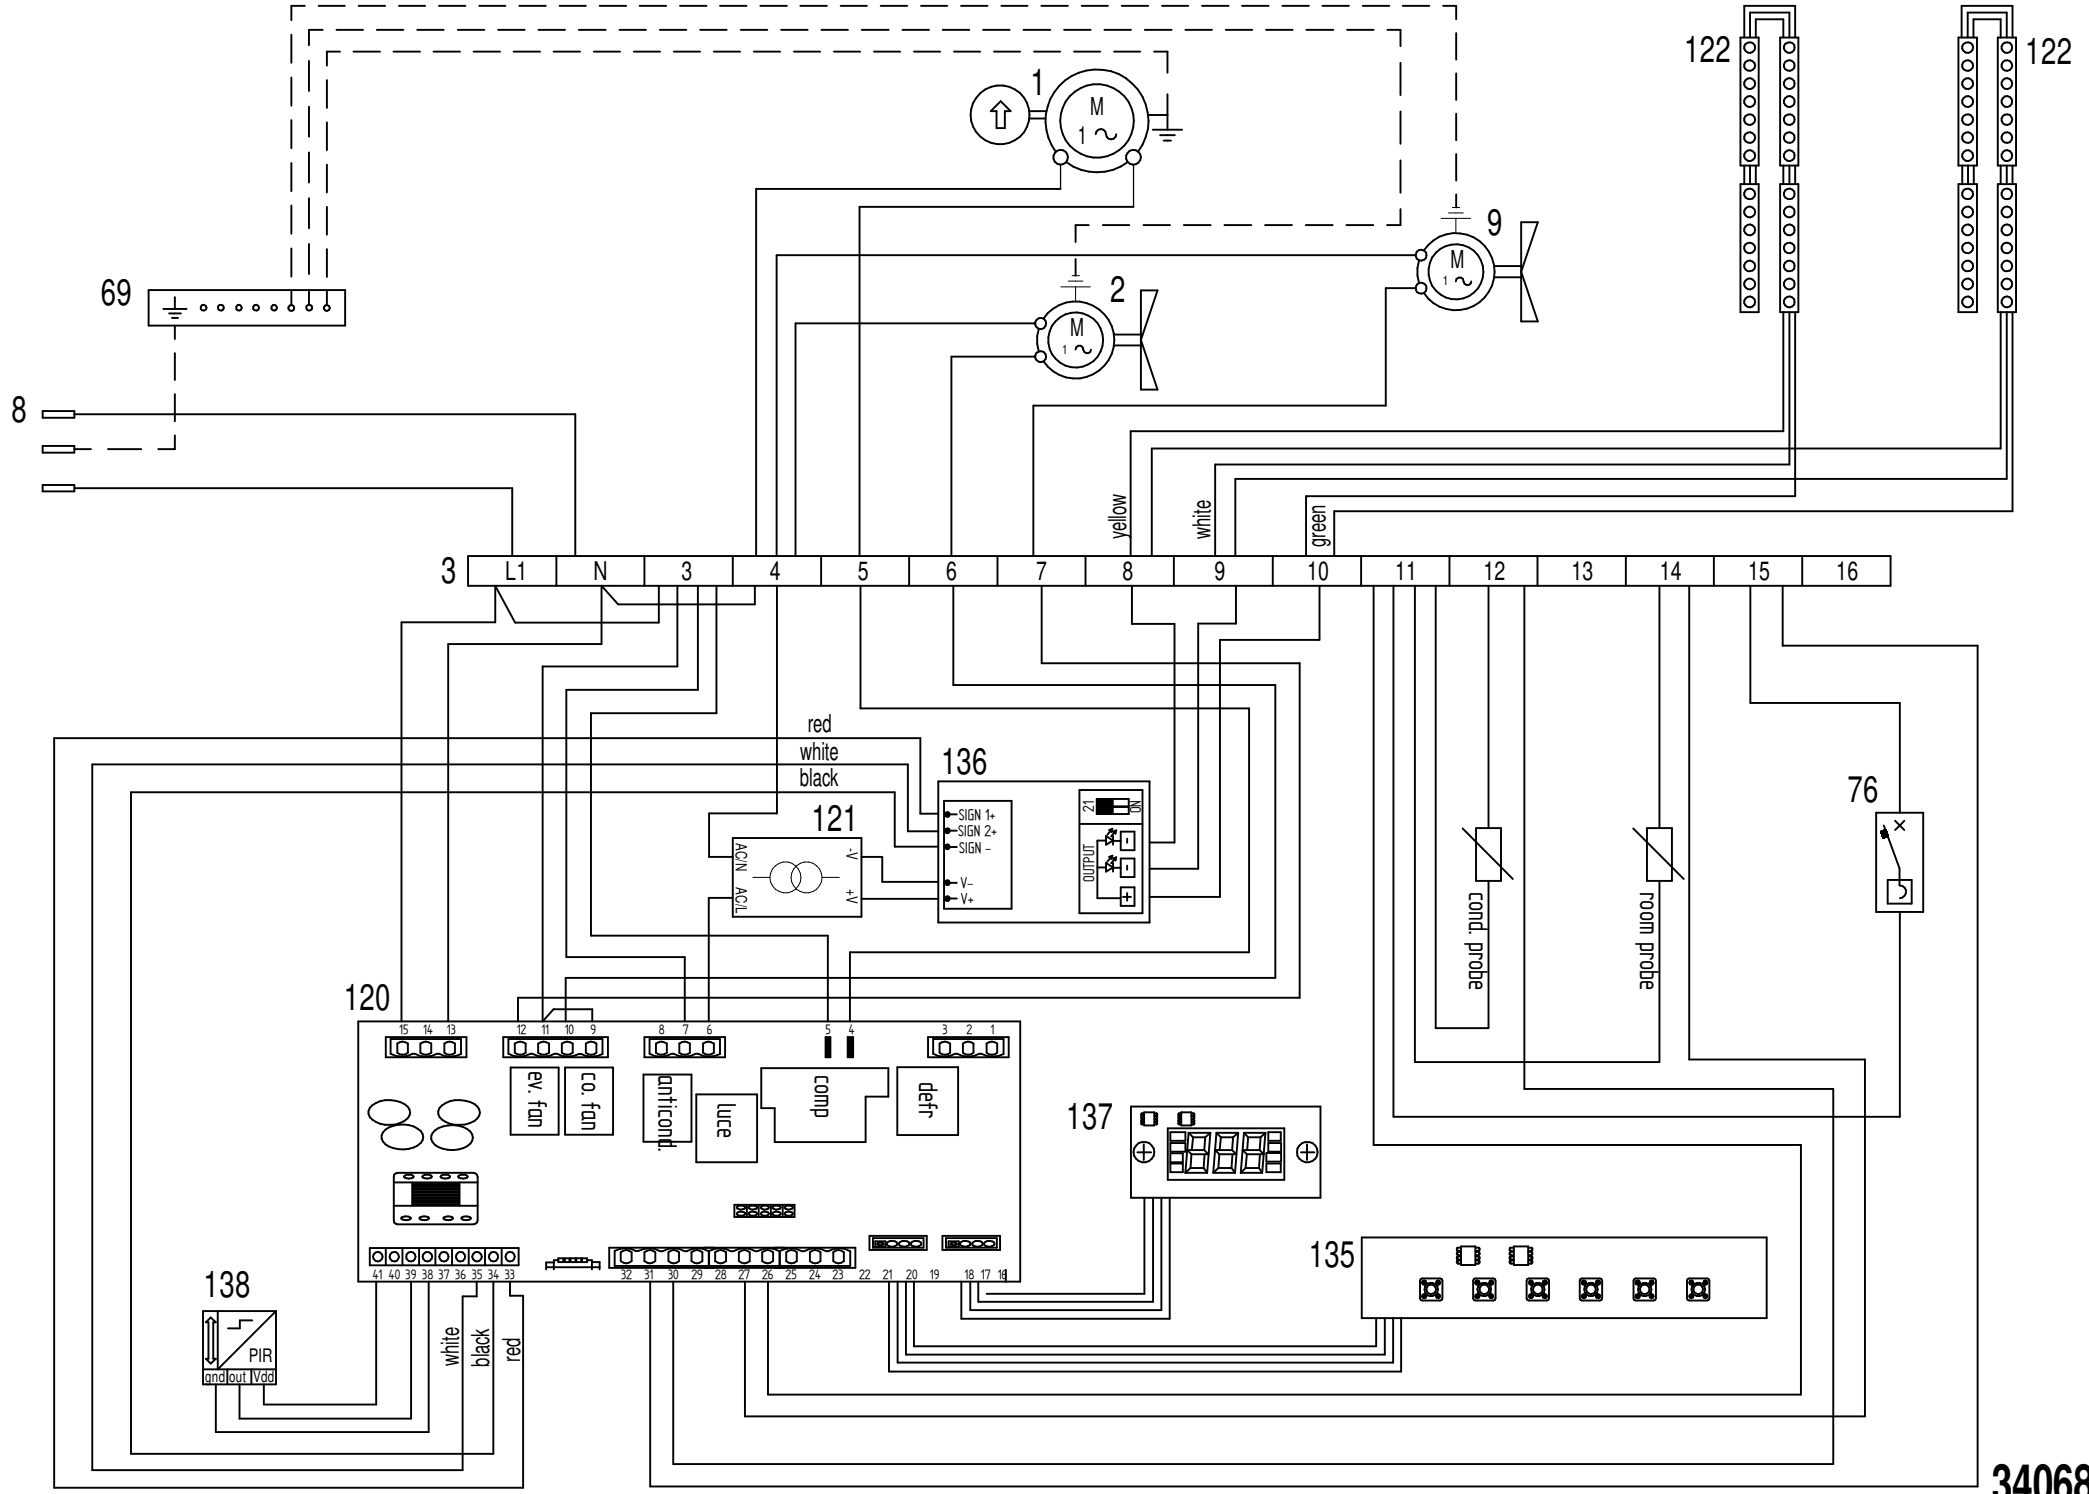 122
122
1
M
1
9
M
1
2
M
1
69
8
yellow
white
green
3
L1 N 3 4 5 6 7 8 9 10 11 12 13 14 15 16
red
white
black
136
SIGN 1+
SIGN 2+
SIGN -
V-
V+
21
ON
OUTPUT
- 
-
+
121
AC/N
AC/L
-V
+V
76
cond. probe
room probe
120
15 14 13 12 11 10 9 8 7 6 5 4 3 2 1
ev. fan
co. fan
anticond.
luce
comp
defr
137
135
41 40 39 38 37 36 35 34 33 32 31 30 29 28 27 26 25 24 23 22 21 20 19 18 17 16
138
PIR
gnd out Vdd
white
black
red
34068